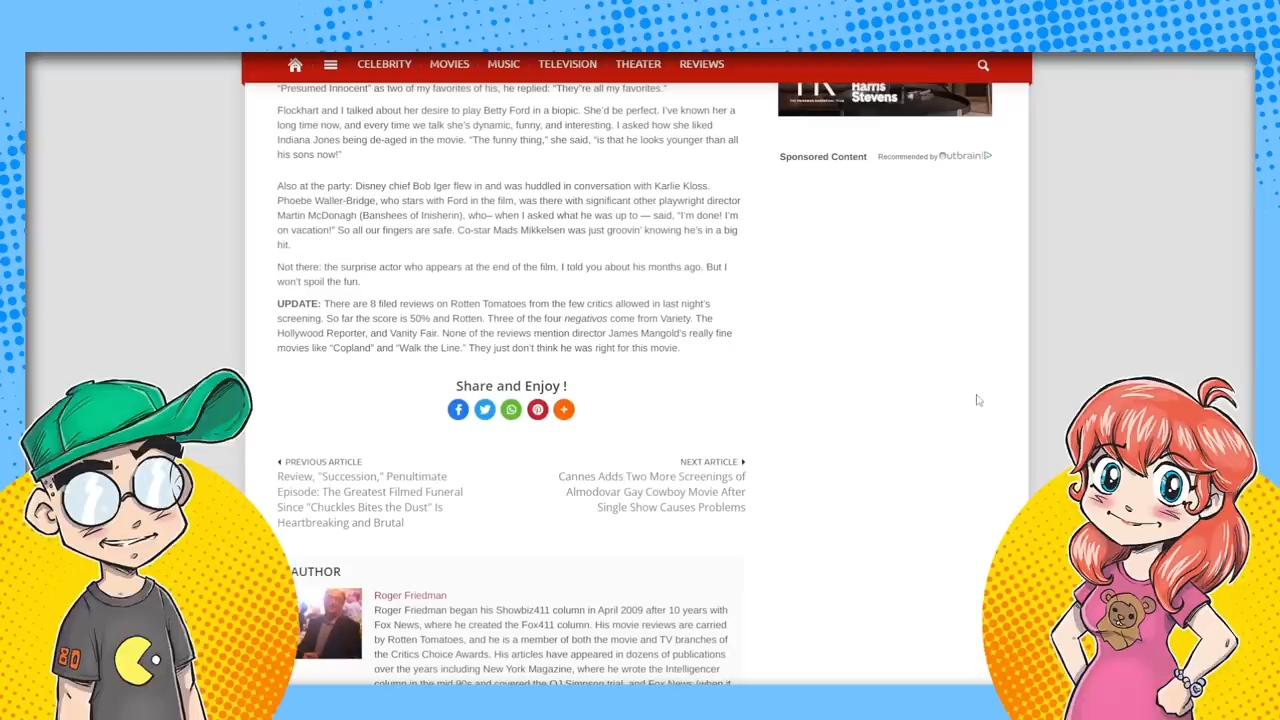 CELEBRITY MOVIES MUSIC TELEVISION THEATER REVIEWS
"Presumed Innocent" as two of my favorites of his, he replied: "They're all my favorites."
Flockhart and I talked about her desire to play Betty Ford in a biopic. She'd be perfect. I've known her a
long time now, and every time we talk she's dynamic, funny, and interesting. I asked how she liked
Indiana Jones being de-aged in the movie. "The funny thing," she said, "is that he looks younger than all
his sons now!"
Also at the party: Disney chief Bob Iger flew in and was huddled in conversation with Karlie Kloss.
Phoebe Waller-Bridge, who stars with Ford in the film, was there with significant other playwright director
Martin McDonagh (Banshees of Inisherin), who– when I asked what he was up to — said, "I'm done! I'm
on vacation!" So all our fingers are safe. Co-star Mads Mikkelsen was just groovin' knowing he's in a big
hit.
Not there: the surprise actor who appears at the end of the film. I told you about his months ago. But I
won't spoil the fun.
UPDATE: There are 8 filed reviews on Rotten Tomatoes from the few critics allowed in last night's
screening. So far the score is 50% and Rotten. Three of the four negativos come from Variety. The
Hollywood Reporter, and Vanity Fair. None of the reviews mention director James Mangold's really fine
movies like "Copland" and "Walk the Line." They just don't think he was right for this movie.
Share and Enjoy !
PREVIOUS ARTICLE
Review, "Succession," Penultimate
Episode: The Greatest Filmed Funeral
Since "Chuckles Bites the Dust" Is
Heartbreaking and Brutal
NEXT ARTICLE
Cannes Adds Two More Screenings of
Almodovar Gay Cowboy Movie After
Single Show Causes Problems
AUTHOR
Roger Friedman
Roger Friedman began his Showbiz411 column in April 2009 after 10 years with
Fox News, where he created the Fox411 column. His movie reviews are carried
by Rotten Tomatoes, and he is a member of both the movie and TV branches of
the Critics Choice Awards. His articles have appeared in dozens of publications
over the years including New York Magazine, where he wrote the Intelligencer
column in the mid 90s and covered the OJ Simpson trial, and Fox News (when it
Harris
Stevens
Sponsored Content
Recommended by Outbrain
80